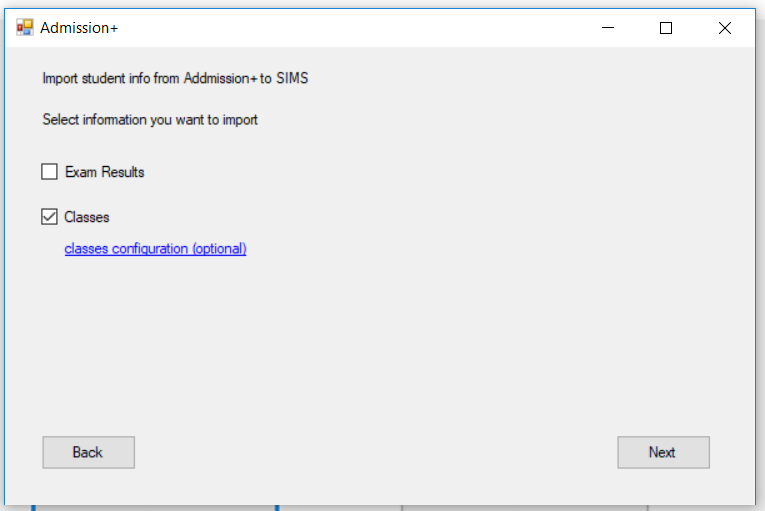 Admission+
Import student info from Addmission+ to SIMS
Select information you want to import
Exam Results
Classes
classes configuration (optional)
Back
Next